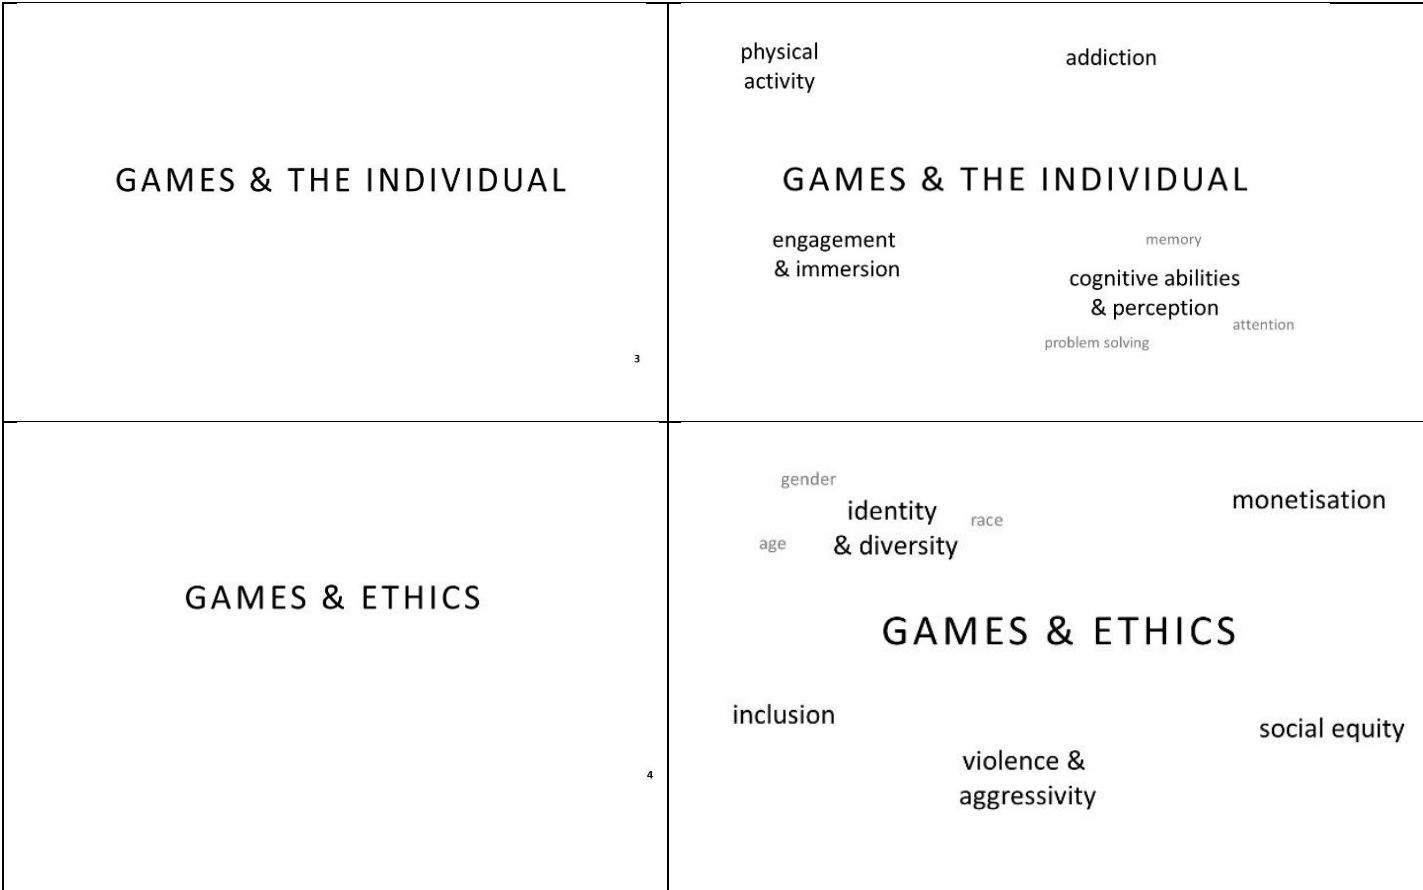 GAMES & THE INDIVIDUAL
3
physical
activity
addiction
GAMES & THE INDIVIDUAL
engagement
& immersion
memory
cognitive abilities
& perception
attention
problem solving
GAMES & ETHICS
4
gender
identity
& diversity
race
age
monetisation
GAMES & ETHICS
inclusion
social equity
violence &
aggressivity